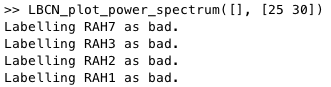 >> LBCN_plot_power_spectrum([], [25 30])
Labelling RAH7 as bad.
Labelling RAH3 as bad.
Labelling RAH2 as bad.
Labelling RAH1 as bad.